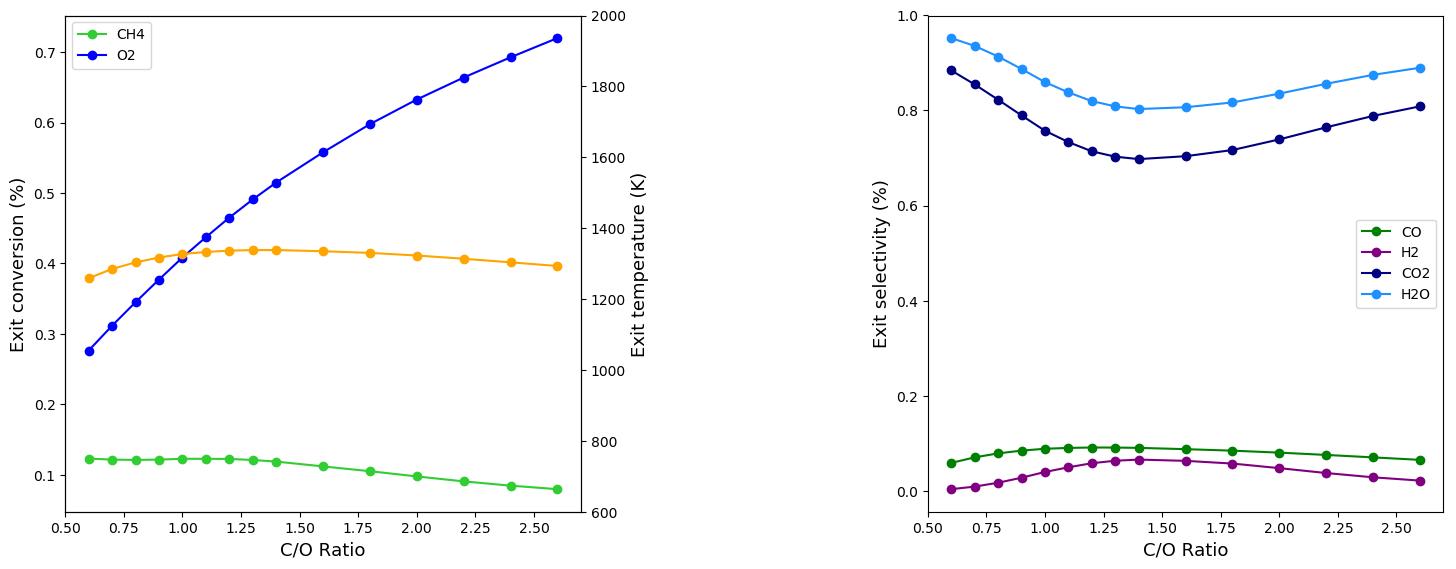 CH4
O2
Exit conversion (%)
0.7
0.6
0.5
0.4
0.3
0.2
0.1
2000
1800
1600
1400
1200
1000
800
600
Exit temperature (K)
0.50 0.75 1.00 1.25 1.50 1.75 2.00 2.25 2.50
C/O Ratio
Exit selectivity (%)
1.0
0.8
0.6
0.4
0.2
0.0
CO
H2
CO2
H2O
0.50 0.75 1.00 1.25 1.50 1.75 2.00 2.25 2.50
C/O Ratio